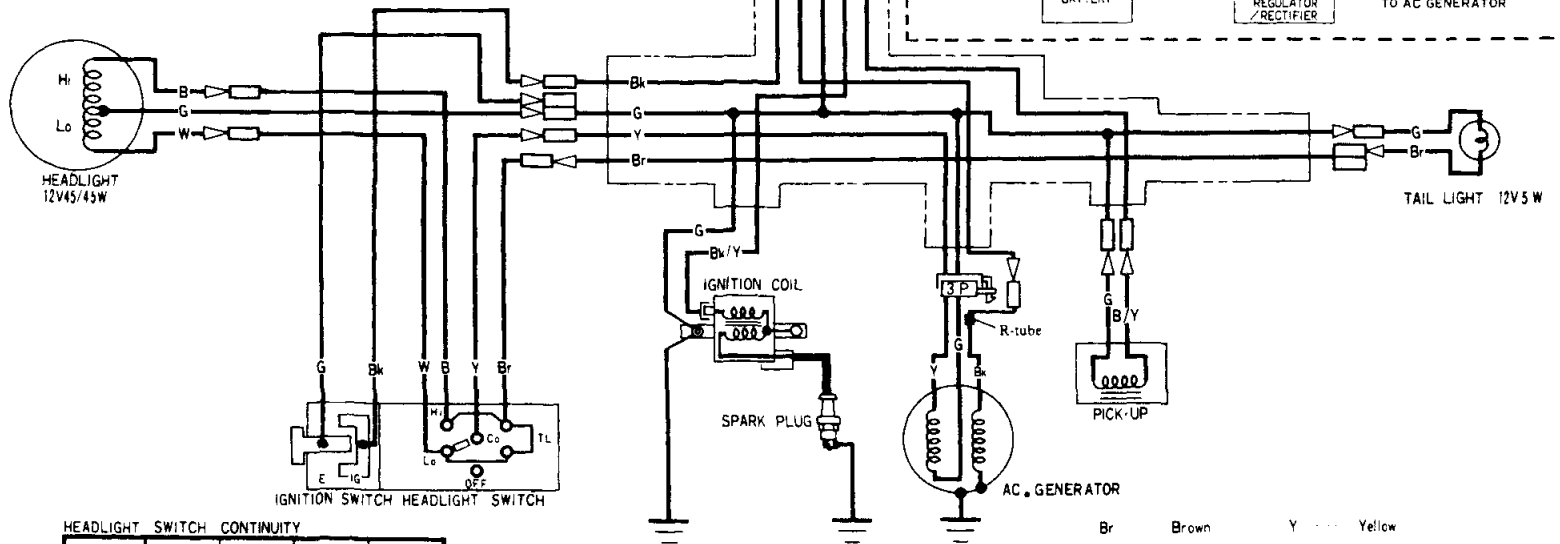 REGULATOR
/RECTIFIER
TO AC GENERATOR
Hi
Lo
B
G
W
HEADLIGHT
12V45/45W
Bk
G
Y
Br
G
Br
TAIL LIGHT 12V5W
G
Bk/Y
IGNITION COIL
3P
R-tube
G
B/Y
G
Bk
W
B
Y
Br
Y
G
Bk
PICK-UP
Hi
Co
TL
Lo
SPARK PLUG
E
IG
OFF
IGNITION SWITCH HEADLIGHT SWITCH
AC. GENERATOR
HEADLIGHT SWITCH CONTINUITY
Br Brown Y Yellow